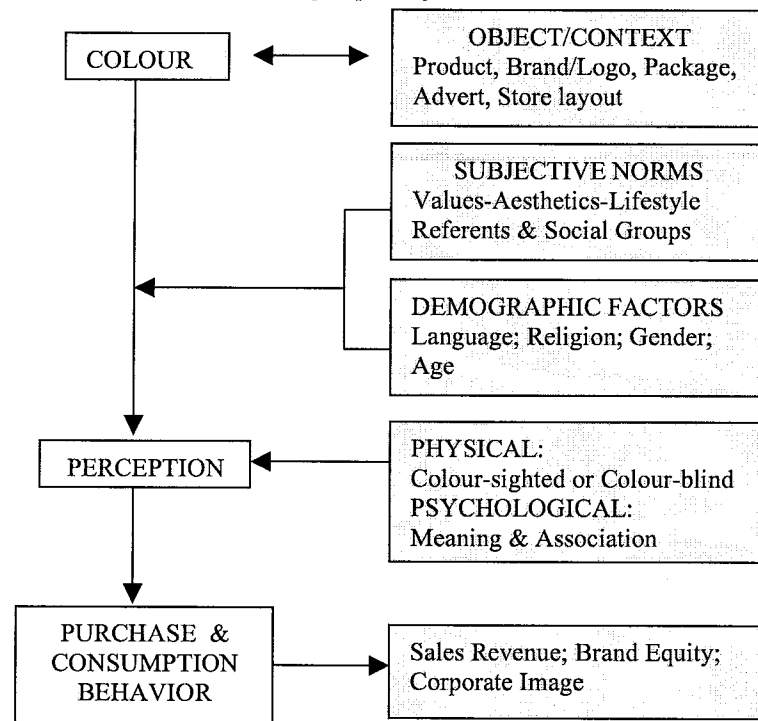 COLOUR
OBJECT/CONTEXT
Product, Brand/Logo, Package,
Advert, Store layout
SUBJECTIVE NORMS
Values-Aesthetics-Lifestyle
Referents & Social Groups
DEMOGRAPHIC FACTORS
Language; Religion; Gender;
Age
PERCEPTION
PHYSICAL:
Colour-sighted or Colour-blind
PSYCHOLOGICAL:
Meaning & Association
PURCHASE &
CONSUMPTION
BEHAVIOR
Sales Revenue; Brand Equity;
Corporate Image